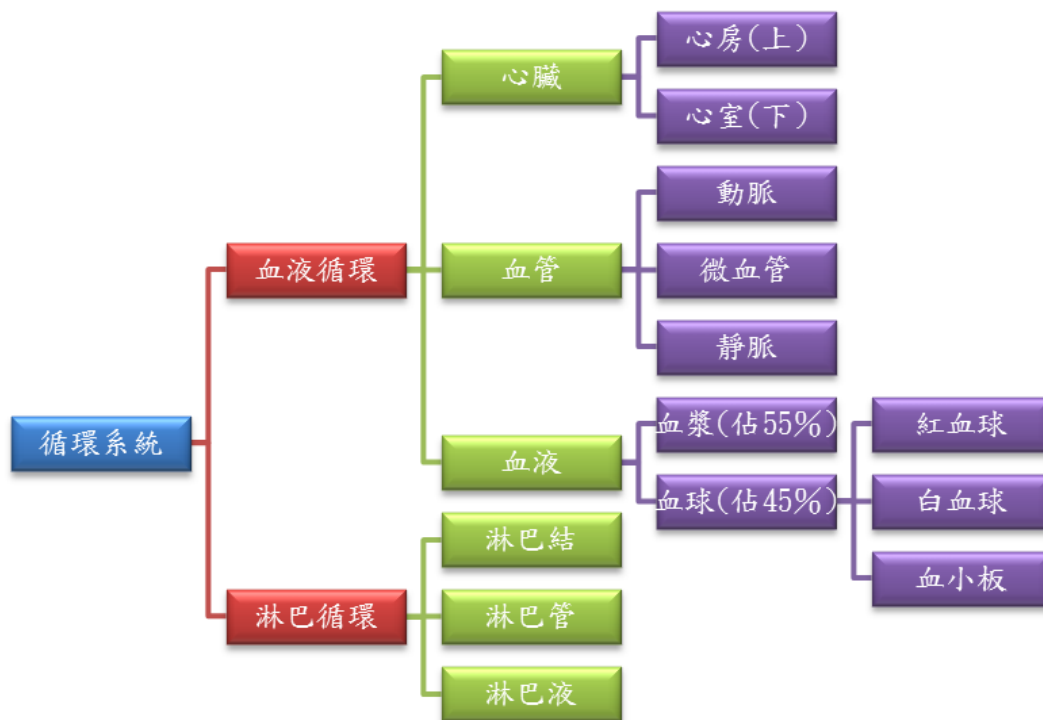 心房(上)
心臟
心室(下)
動脈
血液循環
血管
微血管
靜脈
循環系統
血漿(佔55%)
紅血球
血液
血球(佔45%)
白血球
淋巴結
血小板
淋巴循環
淋巴管
淋巴液